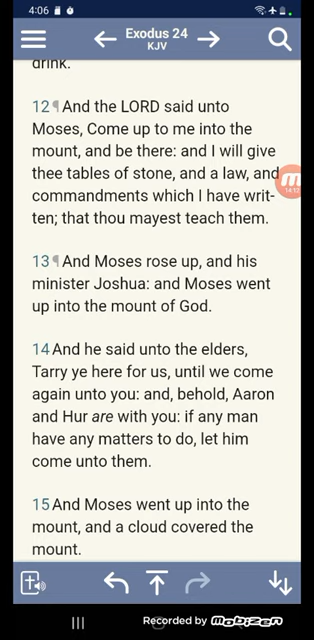 4:06
Exodus 24
KJV
drink.
12 ¶ And the LORD said unto
Moses, Come up to me into the
mount, and be there: and I will give
thee tables of stone, and a law, and
commandments which I have writ-
ten; that thou mayest teach them.
13 ¶ And Moses rose up, and his
minister Joshua: and Moses went
up into the mount of God.
14 And he said unto the elders,
Tarry ye here for us, until we come
again unto you: and, behold, Aaron
and Hur are with you: if any man
have any matters to do, let him
come unto them.
15 And Moses went up into the
mount, and a cloud covered the
mount.
Recorded by Mobizen